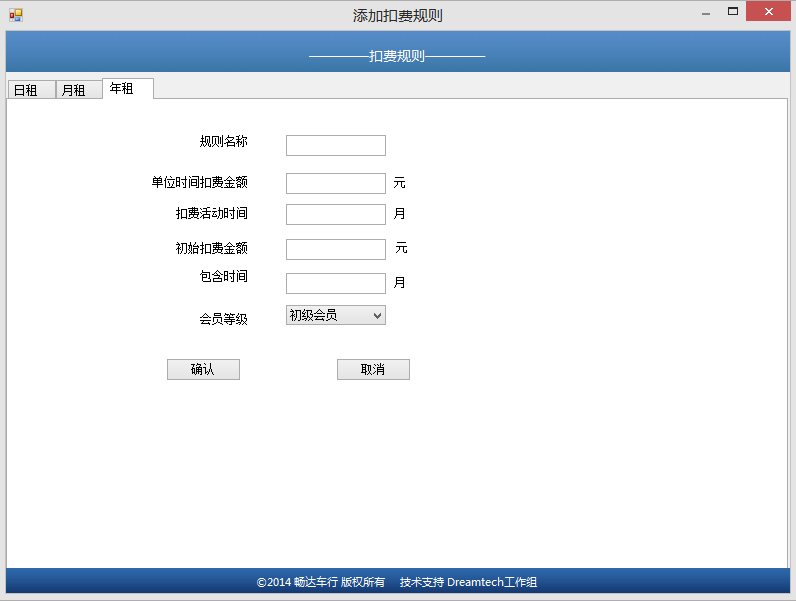 添加扣费规则
—————扣费规则—————
日租 月租 年租
规则名称
单位时间扣费金额 元
扣费活动时间 月
初始扣费金额 元
包含时间 月
会员等级 初级会员
确认 取消
©2014 畅达车行 版权所有 技术支持 Dreamtech工作组